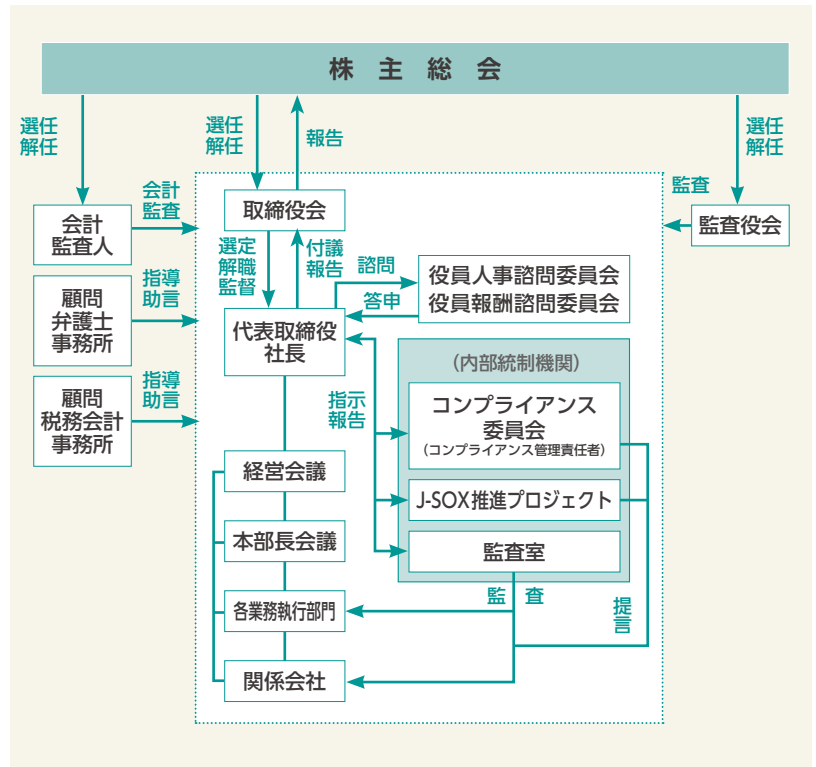 株主総会
選任
解任
選任
解任
報告
選任
解任
会計
監査
監査
会計
監査人
取締役会
監査役会
選定
解職
監督
付議
報告
諮問
答申
役員人事諮問委員会
役員報酬諮問委員会
指導
助言
顧問
弁護士
事務所
代表取締役
社長
(内部統制機関)
指導
助言
顧問
税務会計
事務所
指示
報告
コンプライアンス
委員会
(コンプライアンス管理責任者)
経営会議
J-SOX推進プロジェクト
本部長会議
監査室
監査
提言
各業務執行部門
関係会社